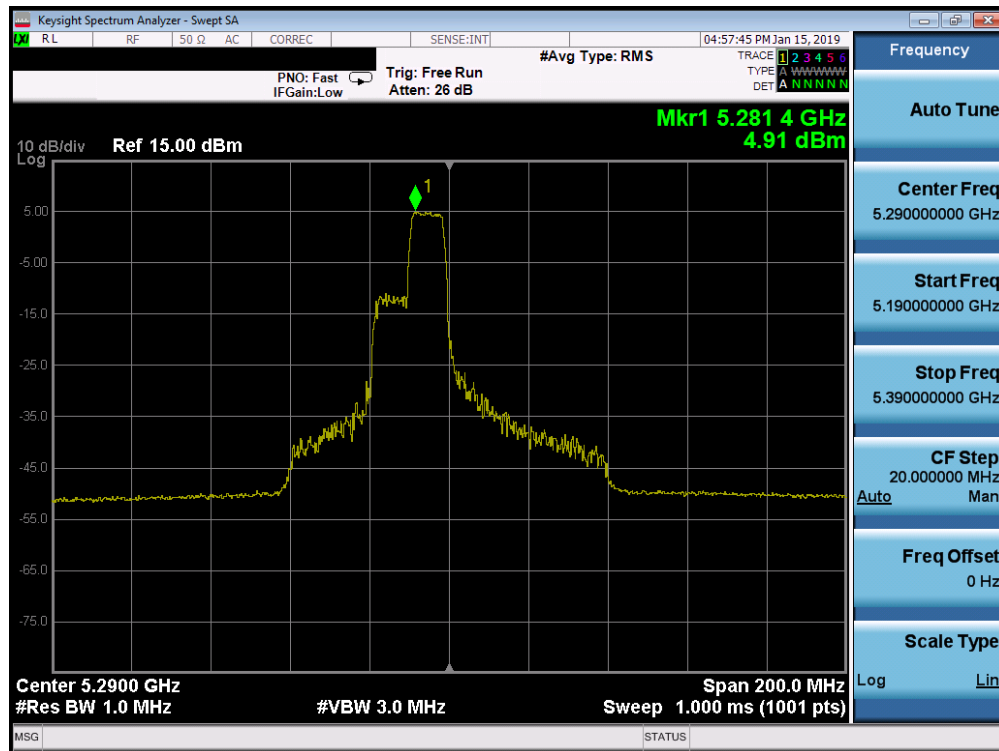 Keysight Spectrum Analyzer - Swept SA
LXI RL RF 50 Ω AC CORREC SENSE:INT 04:57:45 PM Jan 15, 2019
#Avg Type: RMS TRACE 1 2 3 4 5 6
PNO: Fast Trig: Free Run TYPE A WWWWW
IFGain:Low Atten: 26 dB DET A N N N N N
Mkr1 5.281 4 GHz
4.91 dBm
10 dB/div Ref 15.00 dBm
Log
1
5.00
-5.00
-15.0
-25.0
-35.0
-45.0
-55.0
-65.0
-75.0
Center 5.2900 GHz Span 200.0 MHz
#Res BW 1.0 MHz #VBW 3.0 MHz Sweep 1.000 ms (1001 pts)
MSG STATUS
Frequency
Auto Tune
Center Freq
5.290000000 GHz
Start Freq
5.190000000 GHz
Stop Freq
5.390000000 GHz
CF Step
20.000000 MHz
Auto Man
Freq Offset
0 Hz
Scale Type
Log Lin